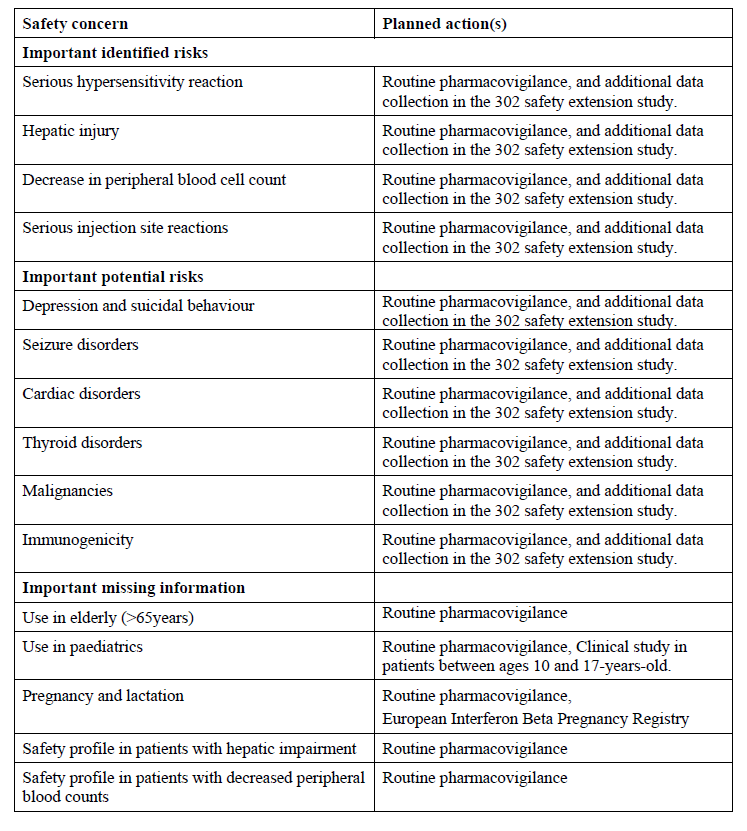 Safety concern
Planned action(s)
Important identified risks
Serious hypersensitivity reaction
Routine pharmacovigilance, and additional data
collection in the 302 safety extension study.
Hepatic injury
Routine pharmacovigilance, and additional data
collection in the 302 safety extension study.
Decrease in peripheral blood cell count
Routine pharmacovigilance, and additional data
collection in the 302 safety extension study.
Serious injection site reactions
Routine pharmacovigilance, and additional data
collection in the 302 safety extension study.
Important potential risks
Depression and suicidal behaviour
Routine pharmacovigilance, and additional data
collection in the 302 safety extension study.
Seizure disorders
Routine pharmacovigilance, and additional data
collection in the 302 safety extension study.
Cardiac disorders
Routine pharmacovigilance, and additional data
collection in the 302 safety extension study.
Thyroid disorders
Routine pharmacovigilance, and additional data
collection in the 302 safety extension study.
Malignancies
Routine pharmacovigilance, and additional data
collection in the 302 safety extension study.
Immunogenicity
Routine pharmacovigilance, and additional data
collection in the 302 safety extension study.
Important missing information
Use in elderly (>65years)
Routine pharmacovigilance
Use in paediatrics
Routine pharmacovigilance, Clinical study in
patients between ages 10 and 17-years-old.
Pregnancy and lactation
Routine pharmacovigilance,
European Interferon Beta Pregnancy Registry
Safety profile in patients with hepatic impairment
Routine pharmacovigilance
Safety profile in patients with decreased peripheral
blood counts
Routine pharmacovigilance